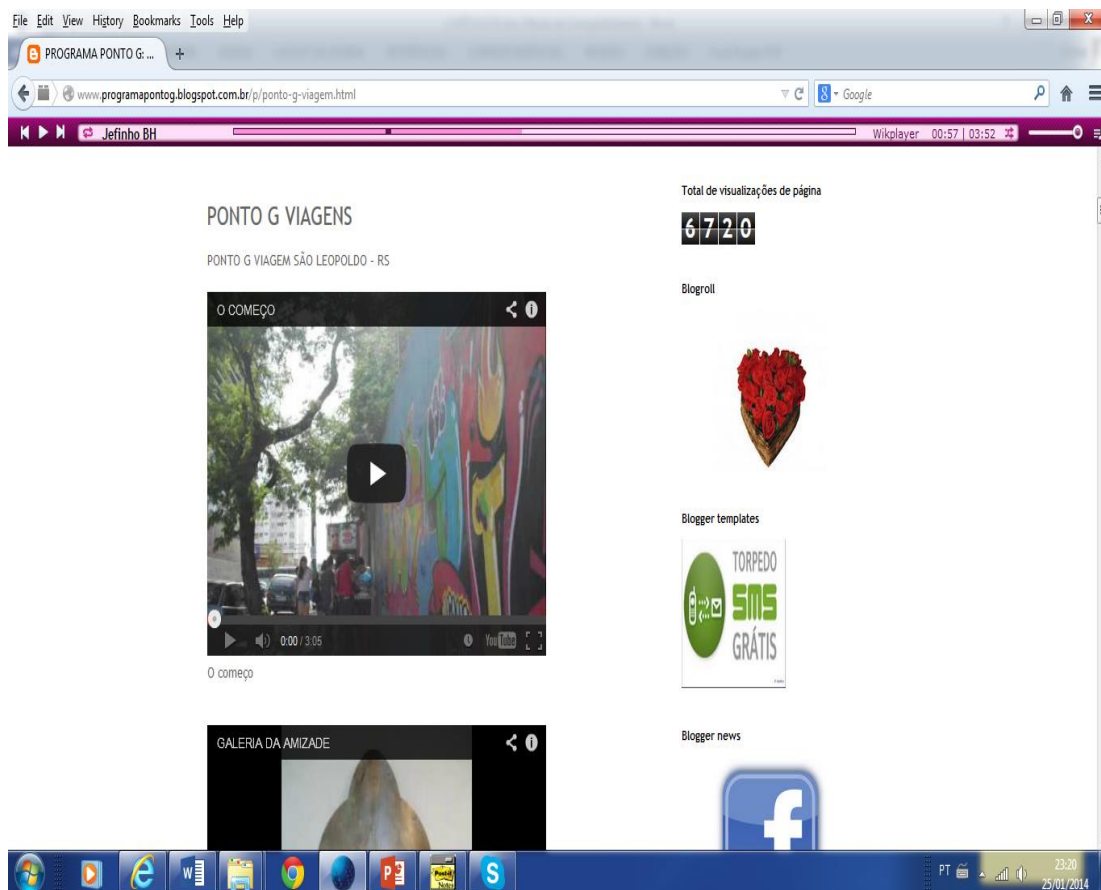 File Edit View History Bookmarks Tools Help
PROGRAMA PONTO G: ...
www.programapontog.blogspot.com.br/p/ponto-g-viagem.html
Google
Jefinho BH
Wikplayer 00:57 | 03:52
PONTO G VIAGENS
PONTO G VIAGEM SÃO LEOPOLDO - RS
O COMEÇO
0:00 / 3:05
YouTube
O começo
GALERIA DA AMIZADE
Total de visualizações de página
6720
Blogroll
Blogger templates
TORPEDO
SMS
GRÁTIS
Blogger news
f
PT
23:20
25/01/2014